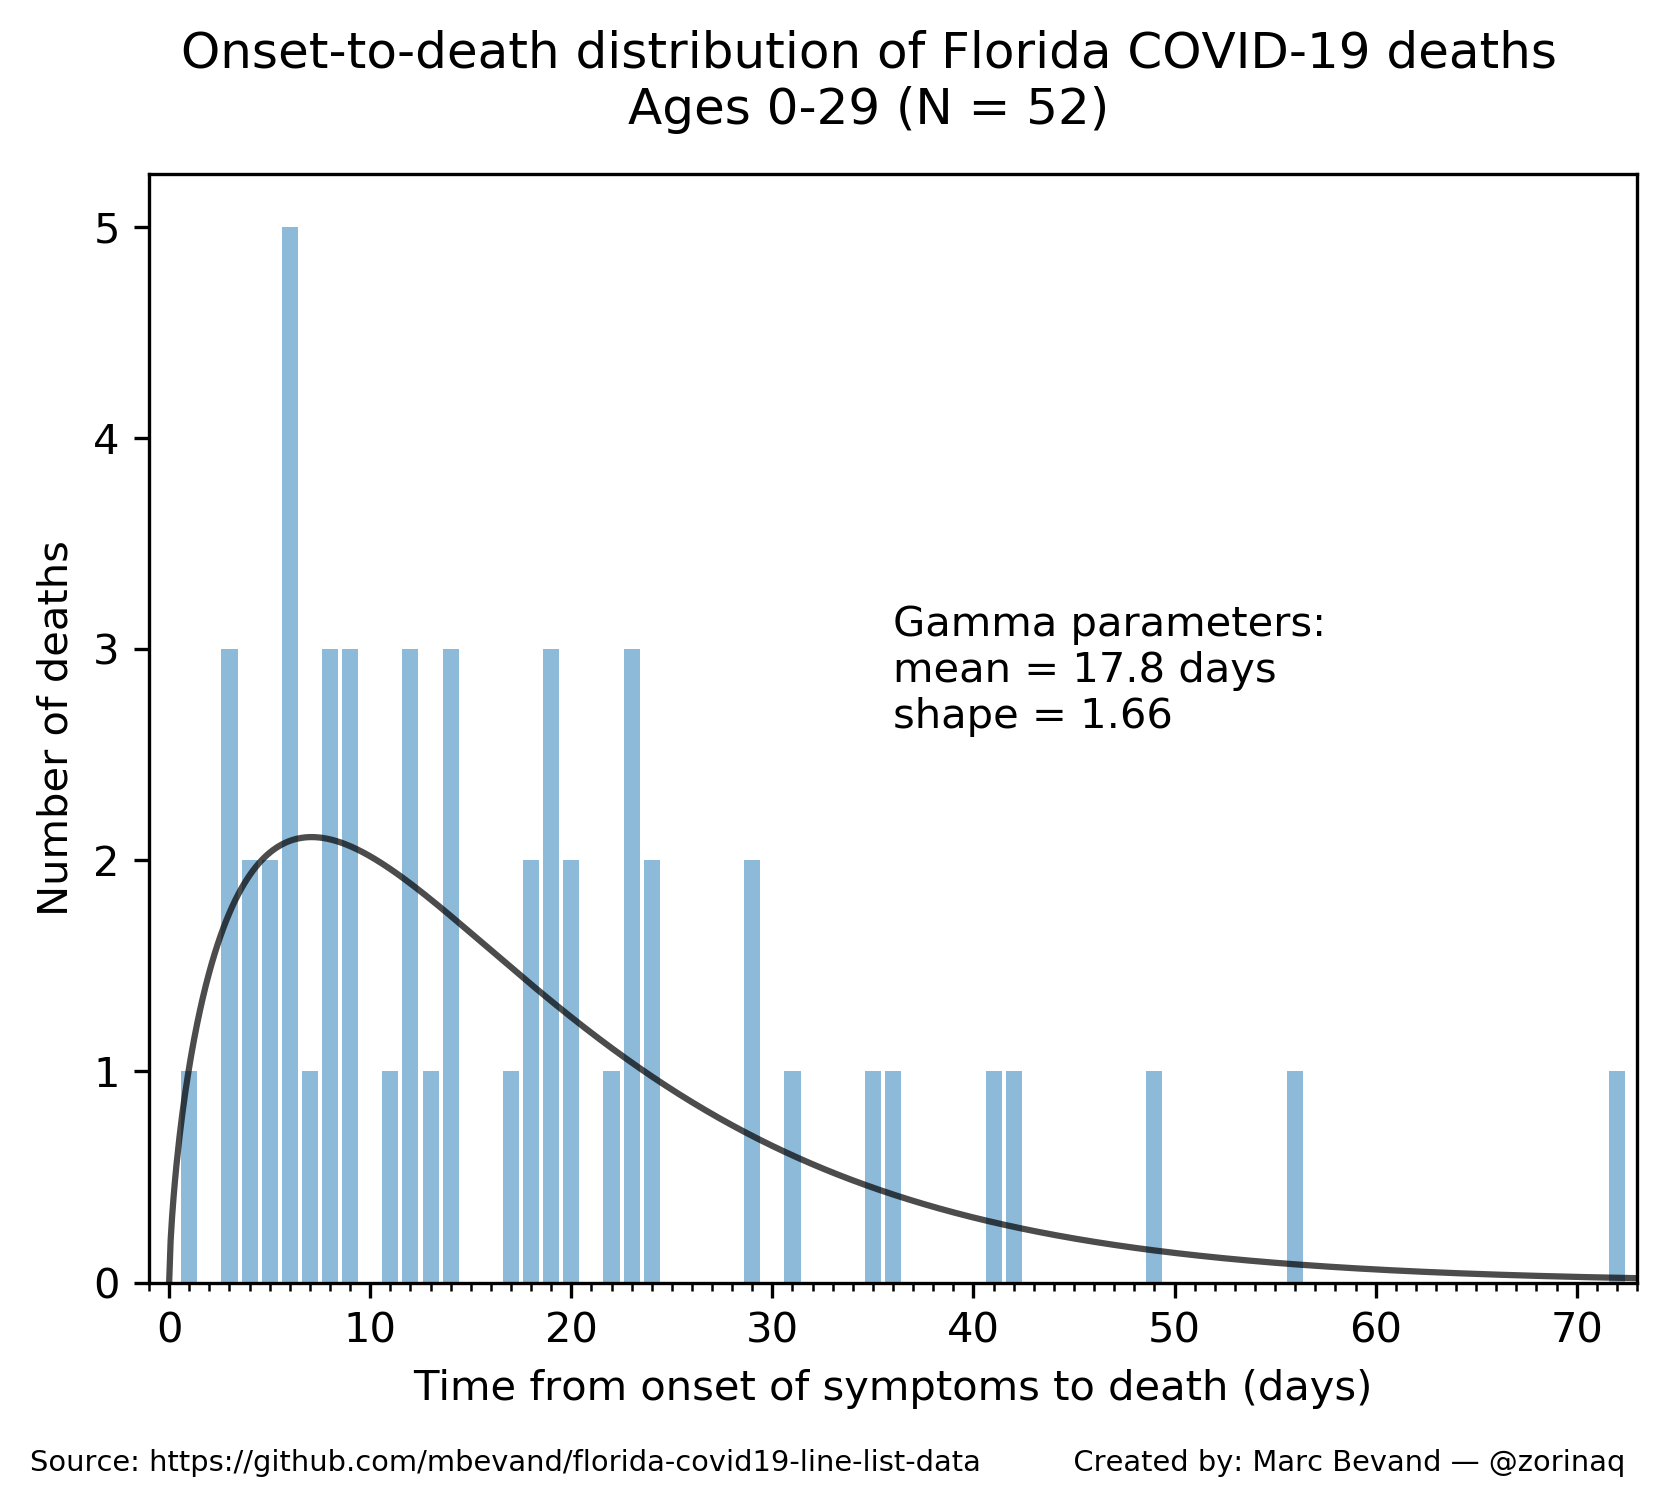 Onset-to-death distribution of Florida COVID-19 deaths
Ages 0-29 (N = 52)
Number of deaths
5
4
3
2
1
0
Gamma parameters:
mean = 17.8 days
shape = 1.66
0 10 20 30 40 50 60 70
Time from onset of symptoms to death (days)
Source: https://github.com/mbevand/florida-covid19-line-list-data Created by: Marc Bevand — @zorinaq